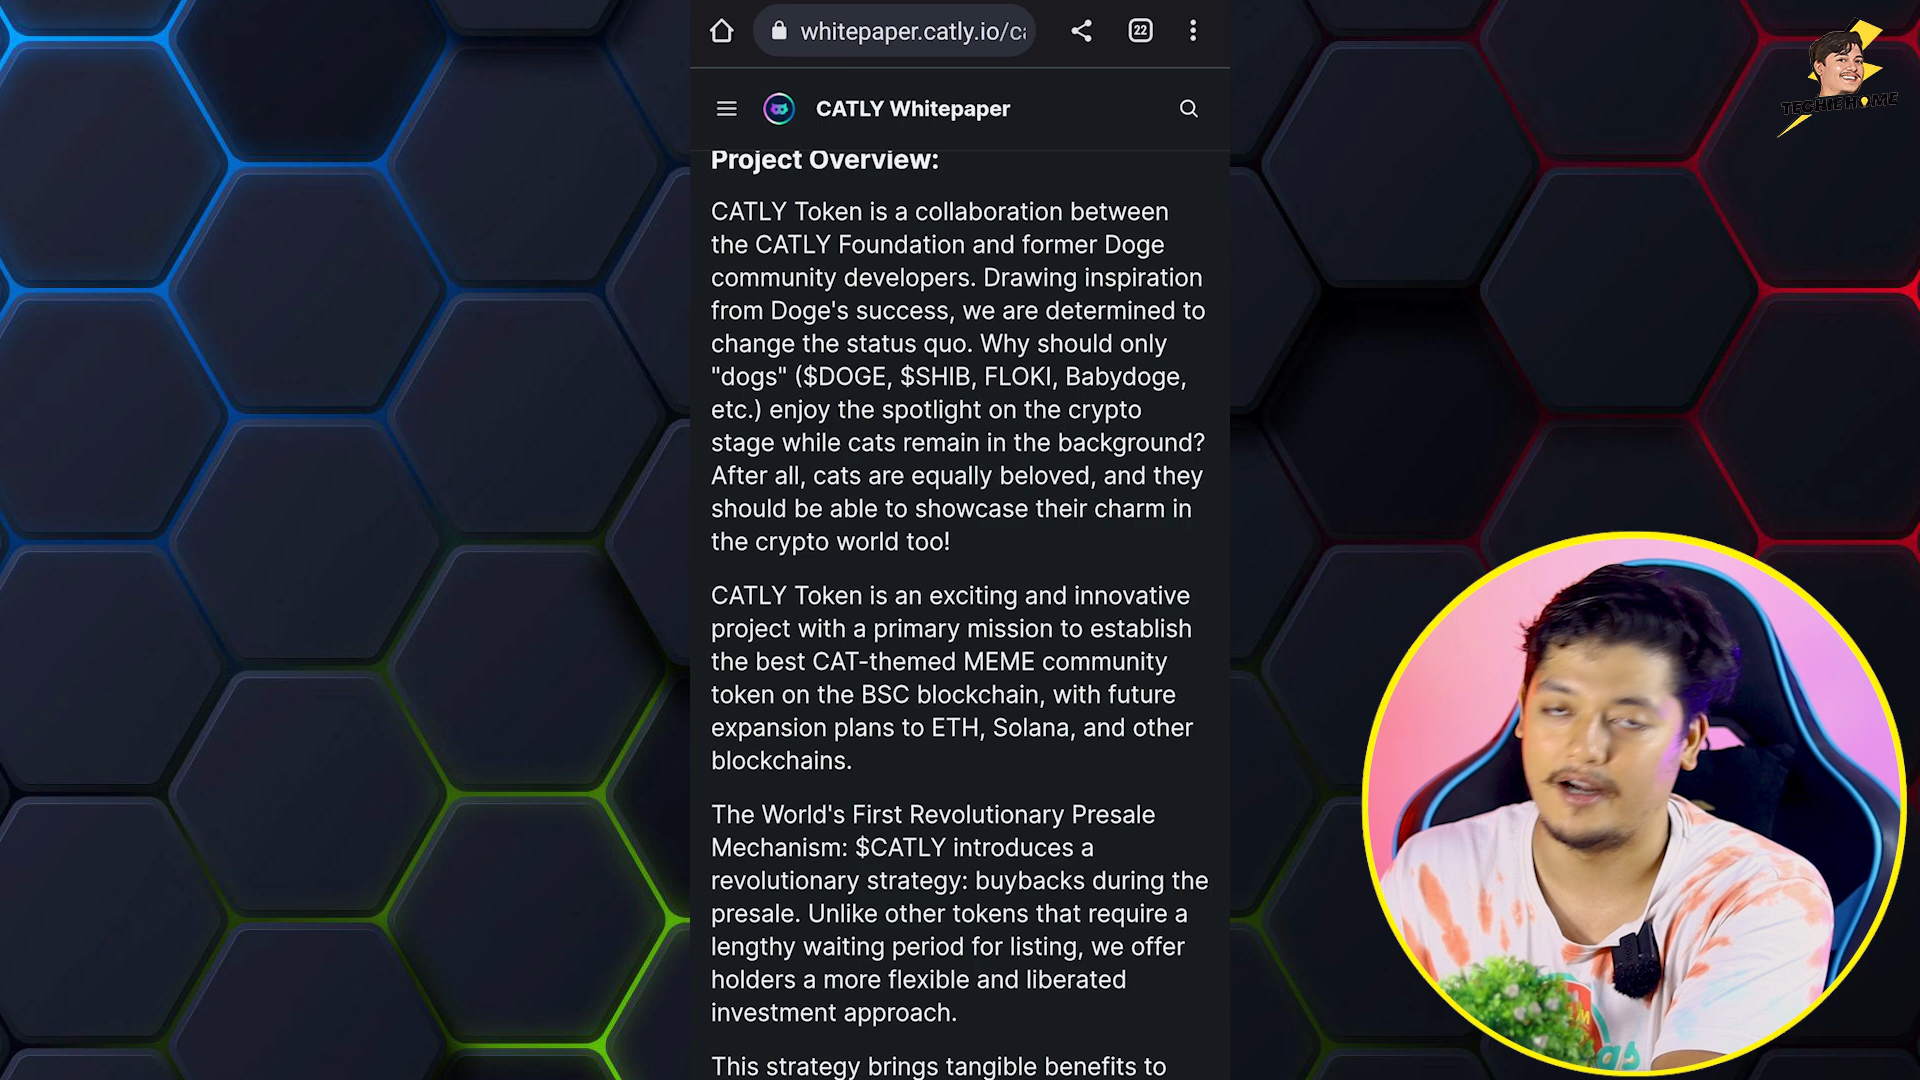 whitepaper.catly.io/ca
22
CATLY Whitepaper
TECHIE HOME
Project Overview:
CATLY Token is a collaboration between
the CATLY Foundation and former Doge
community developers. Drawing inspiration
from Doge's success, we are determined to
change the status quo. Why should only
"dogs" ($DOGE, $SHIB, FLOKI, Babydoge,
etc.) enjoy the spotlight on the crypto
stage while cats remain in the background?
After all, cats are equally beloved, and they
should be able to showcase their charm in
the crypto world too!
CATLY Token is an exciting and innovative
project with a primary mission to establish
the best CAT-themed MEME community
token on the BSC blockchain, with future
expansion plans to ETH, Solana, and other
blockchains.
The World's First Revolutionary Presale
Mechanism: $CATLY introduces a
revolutionary strategy: buybacks during the
presale. Unlike other tokens that require a
lengthy waiting period for listing, we offer
holders a more flexible and liberated
investment approach.
This strategy brings tangible benefits to